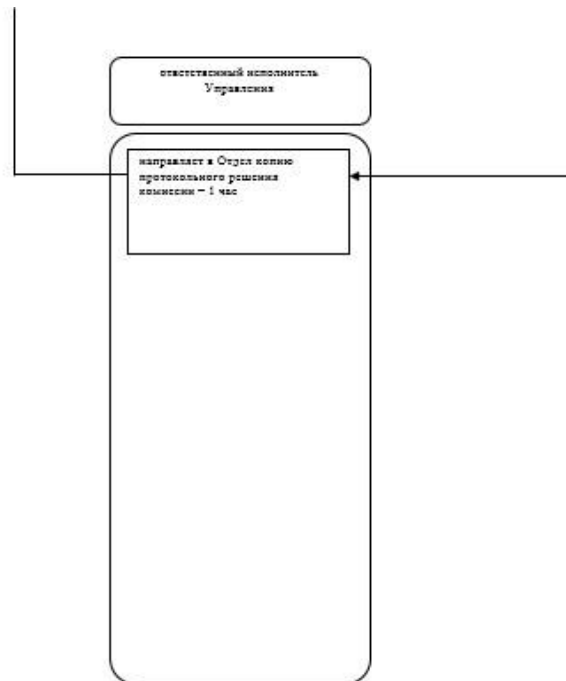 ответственный исполнитель
Управления
направляет в Отдел копию
протокольного решения
комиссии – 1 час